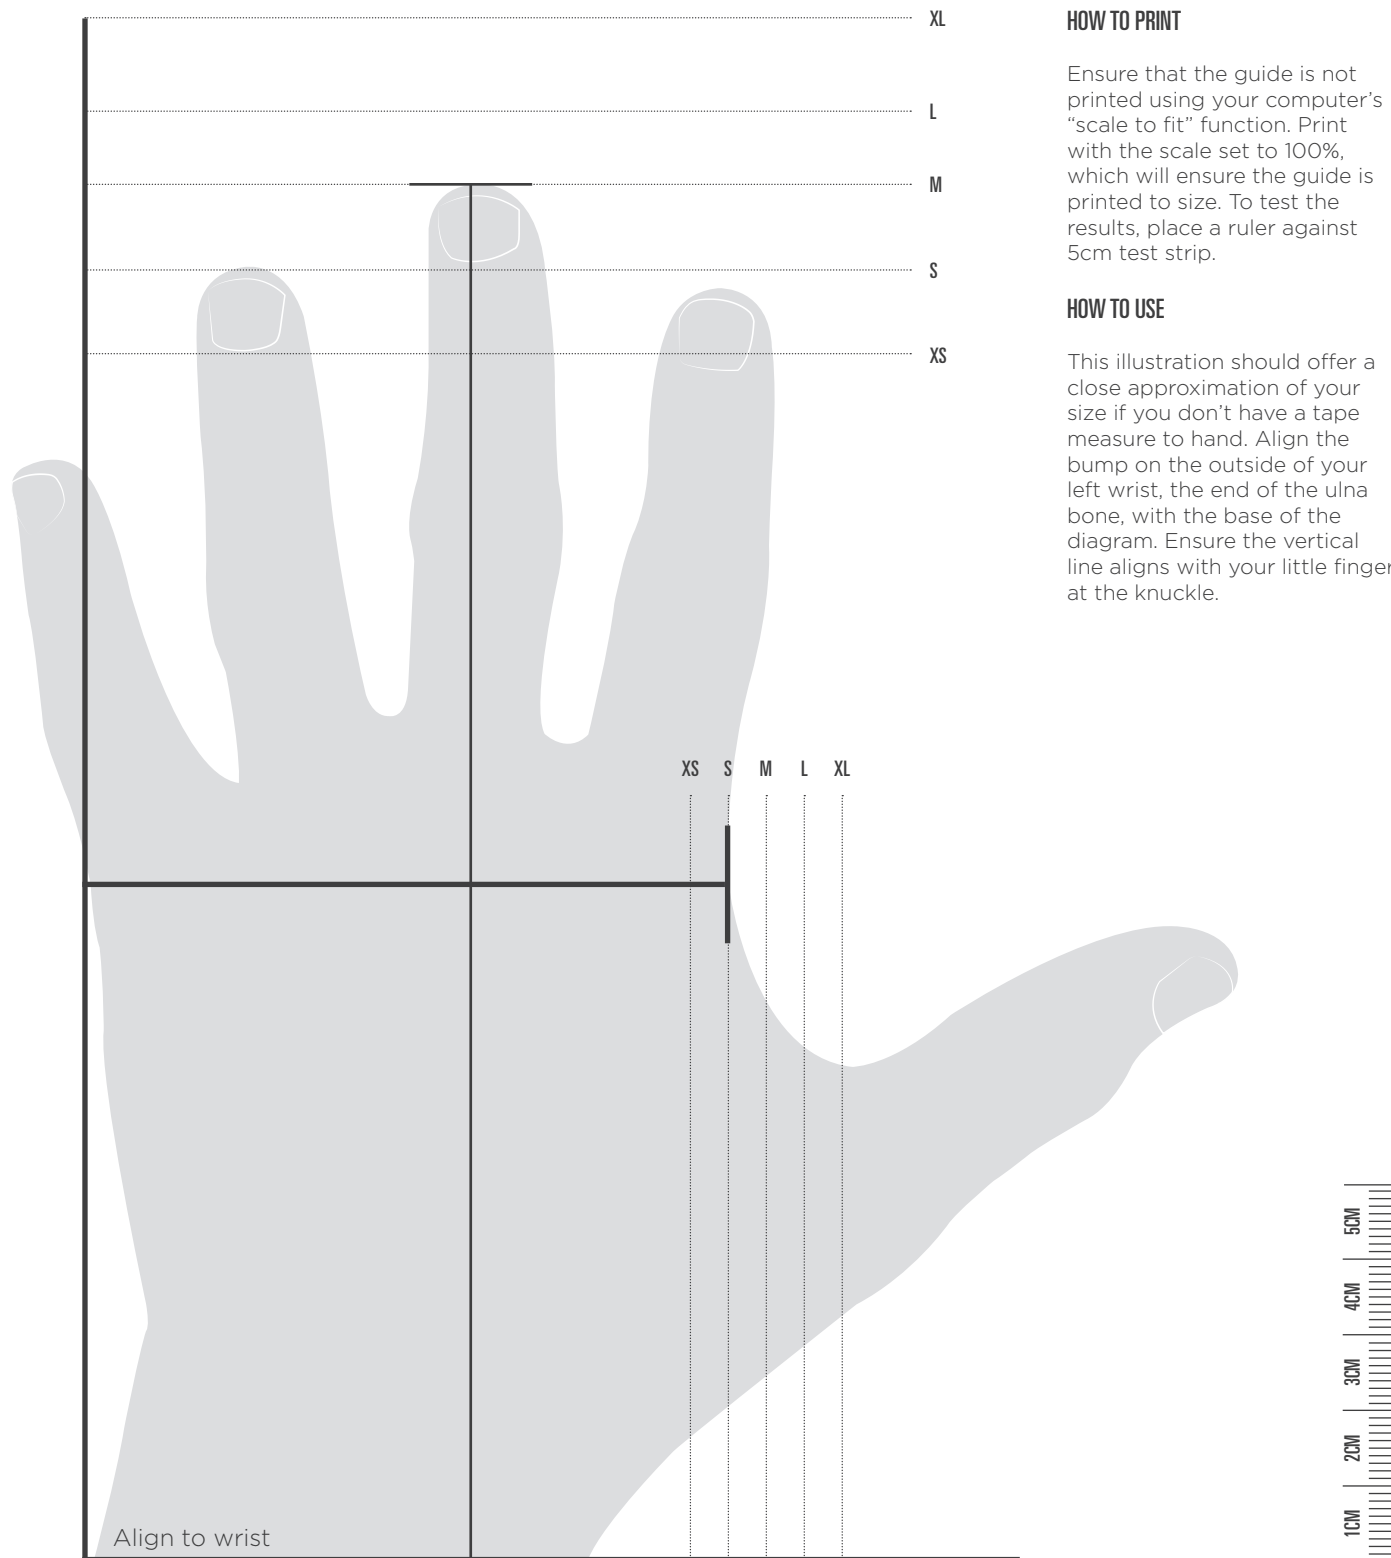 XL
L
M
S
XS
HOW TO PRINT
Ensure that the guide is not
printed using your computer’s
“scale to fit” function. Print
with the scale set to 100%,
which will ensure the guide is
printed to size. To test the
results, place a ruler against
5cm test strip.
HOW TO USE
This illustration should offer a
close approximation of your
size if you don’t have a tape
measure to hand. Align the
bump on the outside of your
left wrist, the end of the ulna
bone, with the base of the
diagram. Ensure the vertical
line aligns with your little finger
at the knuckle.
XS S M L XL
5CM
4CM
3CM
2CM
1CM
Align to wrist